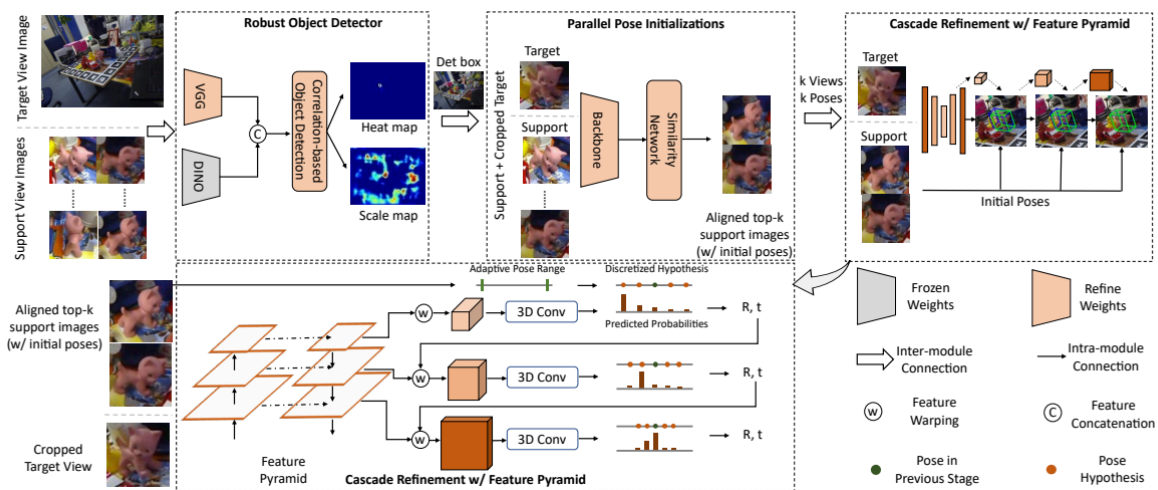 Target View Image
Support View Images
Robust Object Detector
VGG
DINO
C
Correlation-based
Object Detection
Heat map
Scale map
Det box
Parallel Pose Initializations
Support + Cropped Target
Target
Support
Backbone
Similarity
Network
Aligned top-k
support images
(w/ initial poses)
k Views
k Poses
Cascade Refinement w/ Feature Pyramid
Target
Support
Initial Poses
Aligned top-k
support images
(w/ initial poses)
Cropped
Target View
Feature
Pyramid
Adaptive Pose Range
Discretized Hypothesis
W
3D Conv
Predicted Probabilities
R, t
W
3D Conv
R, t
W
3D Conv
R, t
Cascade Refinement w/ Feature Pyramid
Frozen
Weights
Refine
Weights
Inter-module
Connection
Intra-module
Connection
W
Feature
Warping
C
Feature
Concatenation
Pose in
Previous Stage
Pose
Hypothesis